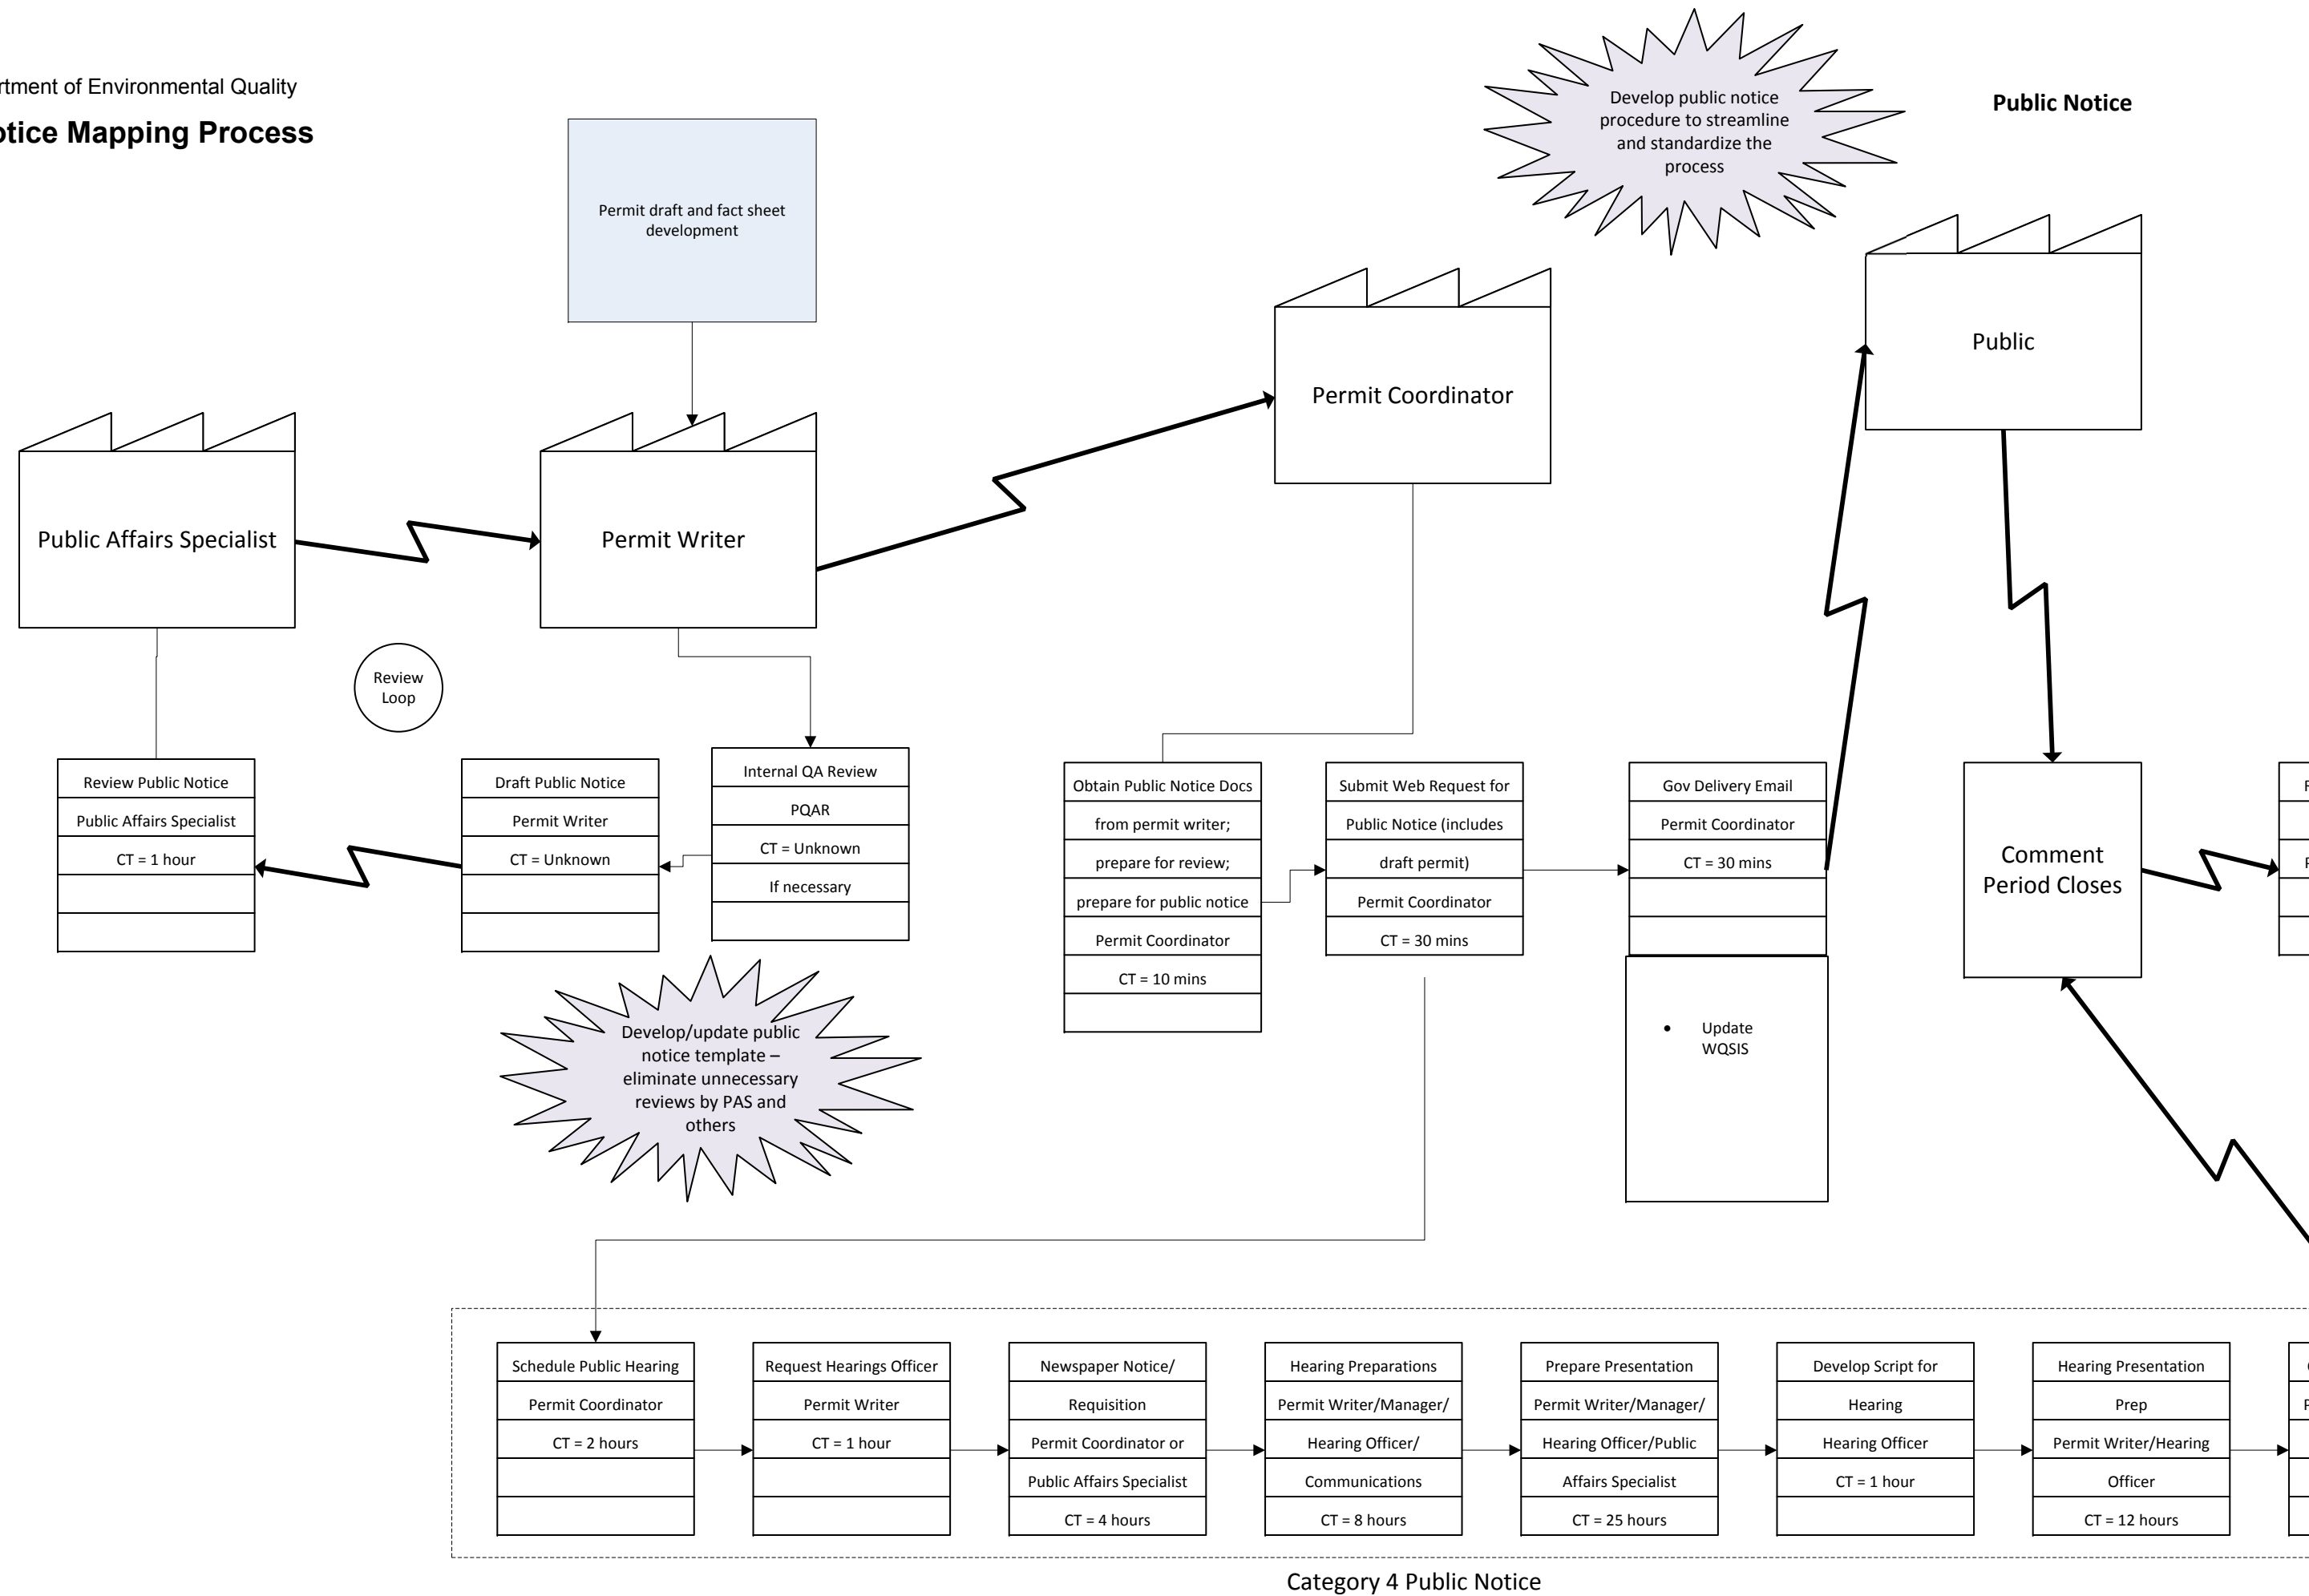 rtment of Environmental Quality
otice Mapping Process
Public Notice
Develop public notice
procedure to streamline
and standardize the
process
Permit draft and fact sheet
development
Public
Permit Coordinator
Public Affairs Specialist
Permit Writer
Review
Loop
Review Public Notice
Public Affairs Specialist
CT = 1 hour
Draft Public Notice
Permit Writer
CT = Unknown
Internal QA Review
PQAR
CT = Unknown
If necessary
Obtain Public Notice Docs
from permit writer;
prepare for review;
prepare for public notice
Permit Coordinator
CT = 10 mins
Submit Web Request for
Public Notice (includes
draft permit)
Permit Coordinator
CT = 30 mins
Gov Delivery Email
Permit Coordinator
CT = 30 mins
• Update
WQSIS
Comment
Period Closes
Develop/update public
notice template –
eliminate unnecessary
reviews by PAS and
others
Schedule Public Hearing
Permit Coordinator
CT = 2 hours
Request Hearings Officer
Permit Writer
CT = 1 hour
Newspaper Notice/
Requisition
Permit Coordinator or
Public Affairs Specialist
CT = 4 hours
Hearing Preparations
Permit Writer/Manager/
Hearing Officer/
Communications
CT = 8 hours
Prepare Presentation
Permit Writer/Manager/
Hearing Officer/Public
Affairs Specialist
CT = 25 hours
Develop Script for
Hearing
Hearing Officer
CT = 1 hour
Hearing Presentation
Prep
Permit Writer/Hearing
Officer
CT = 12 hours
Category 4 Public Notice